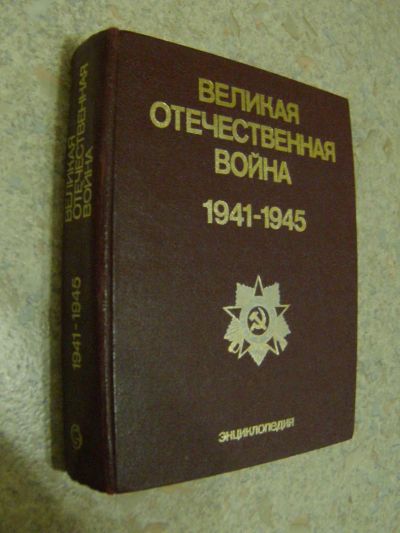 ВЕЛИКАЯ
ОТЕЧЕСТВЕННАЯ
ВОЙНА
1941-1945
ЭНЦИКЛОПЕДИЯ
ВЕЛИКАЯ
ОТЕЧЕСТВЕННАЯ
ВОЙНА
1941-1945